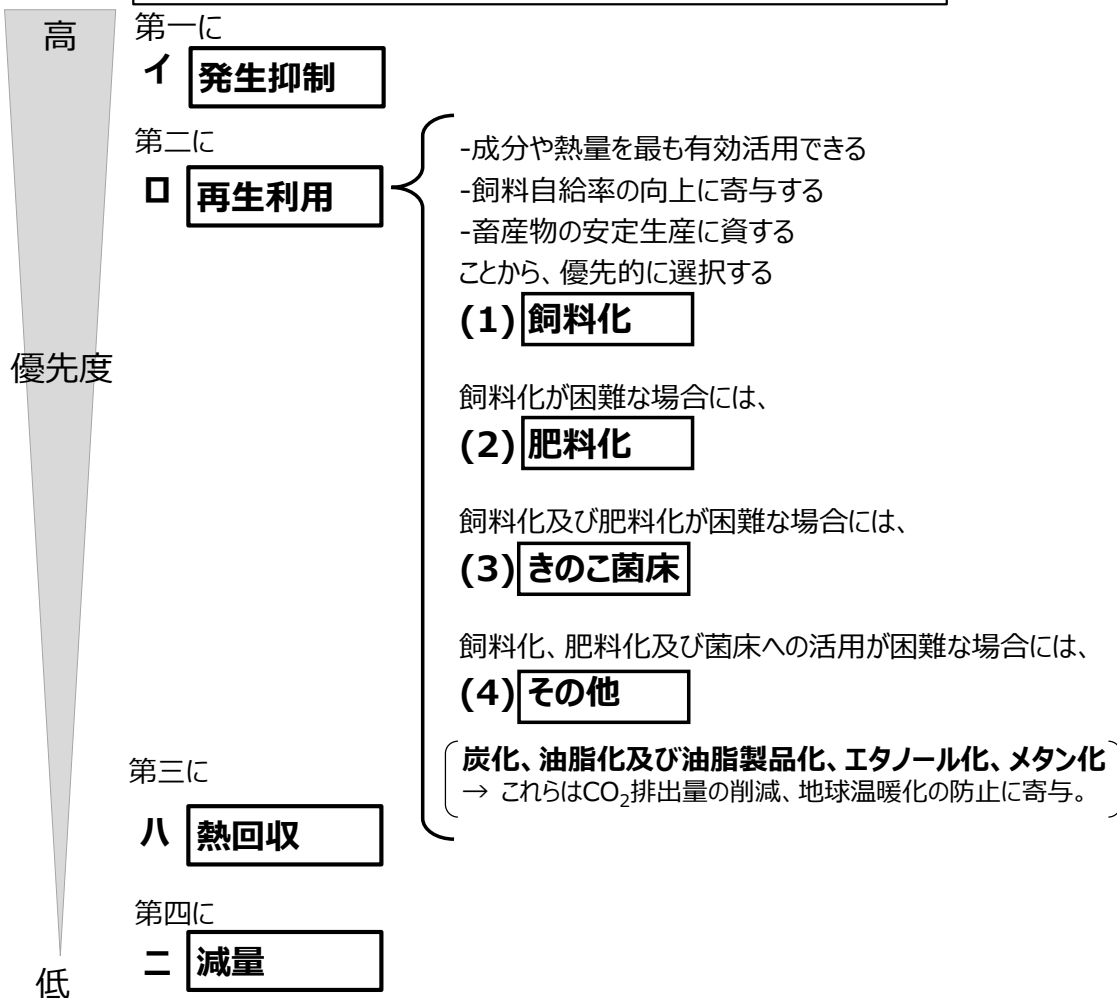 高
優先度
低
第一に
イ 発生抑制
第二に
ロ 再生利用
-成分や熱量を最も有効活用できる
-飼料自給率の向上に寄与する
-畜産物の安定生産に資する
ことから、優先的に選択する
(1) 飼料化
飼料化が困難な場合には、
(2) 肥料化
飼料化及び肥料化が困難な場合には、
(3) きのこ菌床
飼料化、肥料化及び菌床への活用が困難な場合には、
(4) その他
炭化、油脂化及び油脂製品化、エタノール化、メタン化
→ これらはCO₂排出量の削減、地球温暖化の防止に寄与。
第三に
ハ 熱回収
第四に
ニ 減量